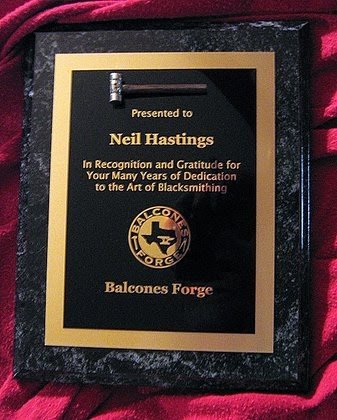 Presented to
Neil Hastings
In Recognition and Gratitude for
Your Many Years of Dedication
to the Art of Blacksmithing
BALCONES
FORGE
Balcones Forge